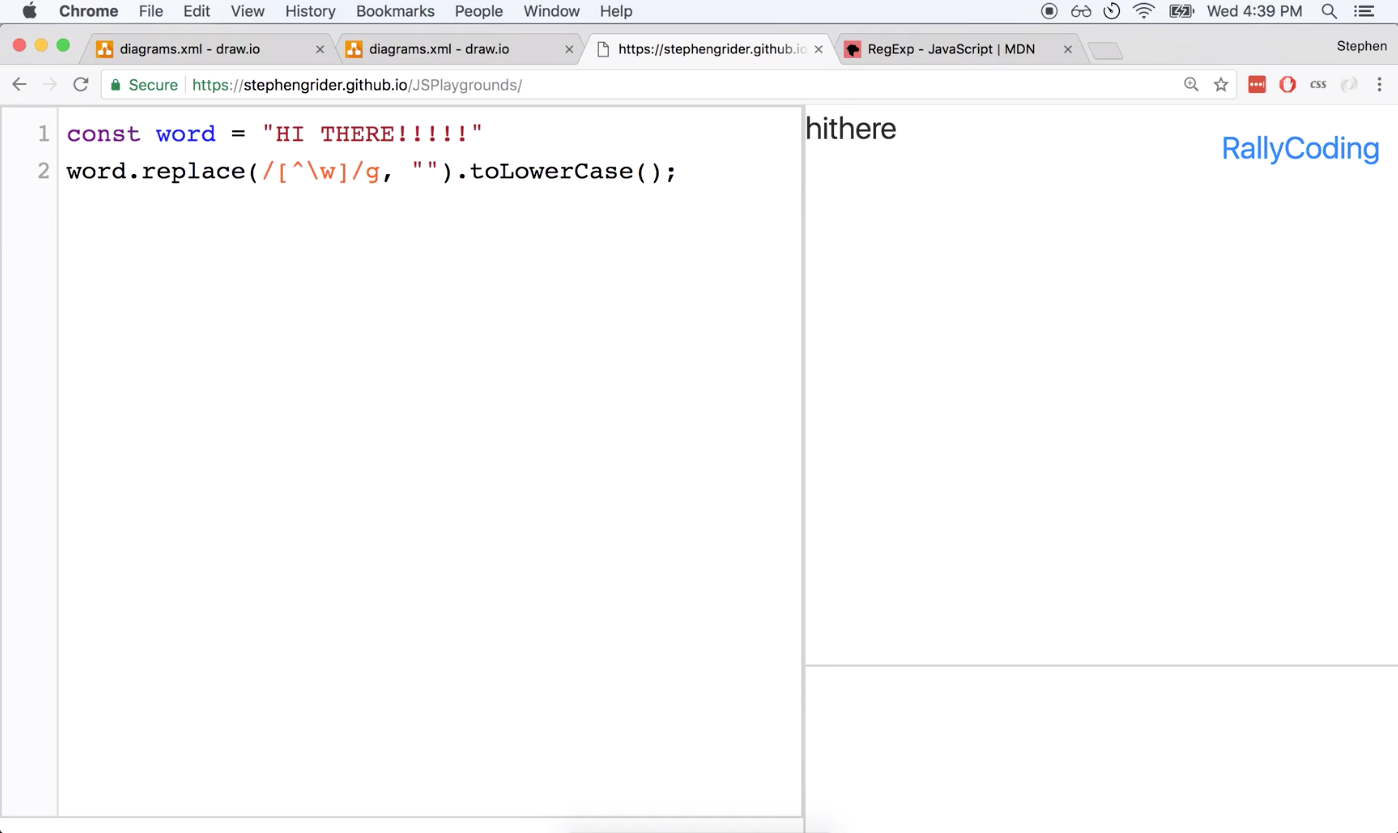 Chrome File Edit View History Bookmarks People Window Help Wed 4:39 PM
diagrams.xml - draw.io diagrams.xml - draw.io https://stephengrider.github.io RegExp - JavaScript | MDN Stephen
Secure https://stephengrider.github.io/JSPlaygrounds/ css
1 const word = "HI THERE!!!!!"
2 word.replace(/[^\w]/g, "").toLowerCase();
hithere
RallyCoding